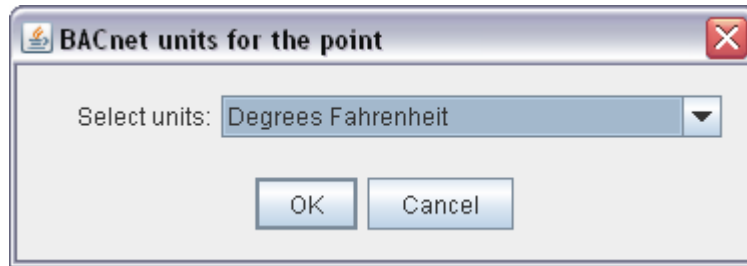 BACnet units for the point
Select units: Degrees Fahrenheit
OK Cancel